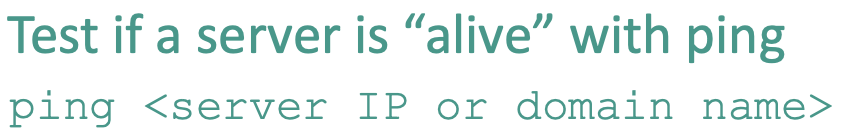 Test if a server is “alive” with ping
ping <server IP or domain name>